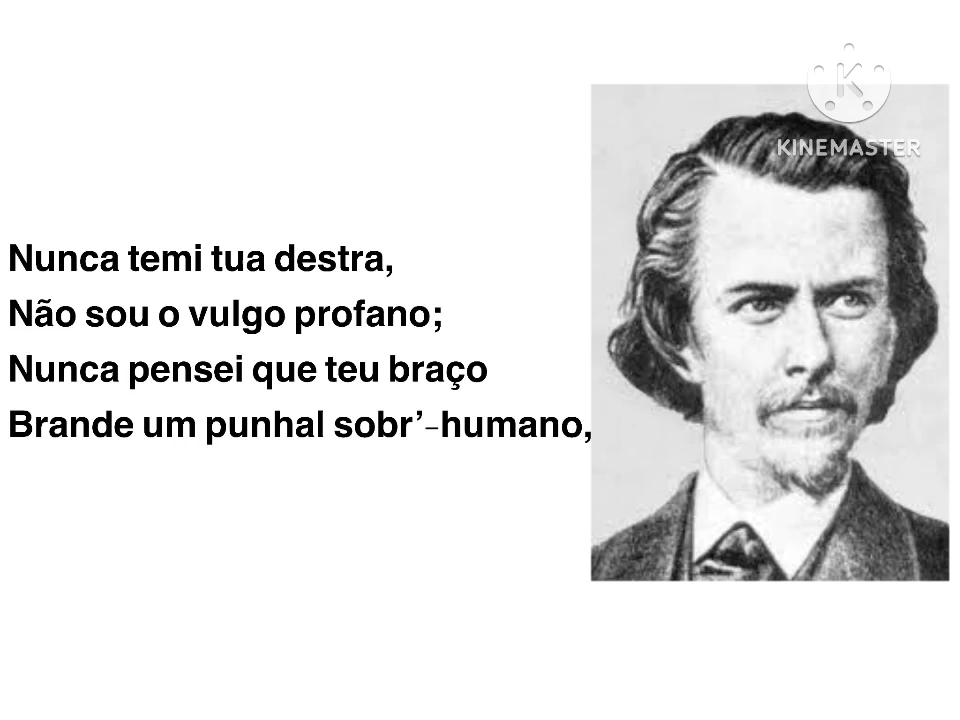 KINEMASTER
Nunca temi tua destra,
Não sou o vulgo profano;
Nunca pensei que teu braço
Brande um punhal sobr’-humano,